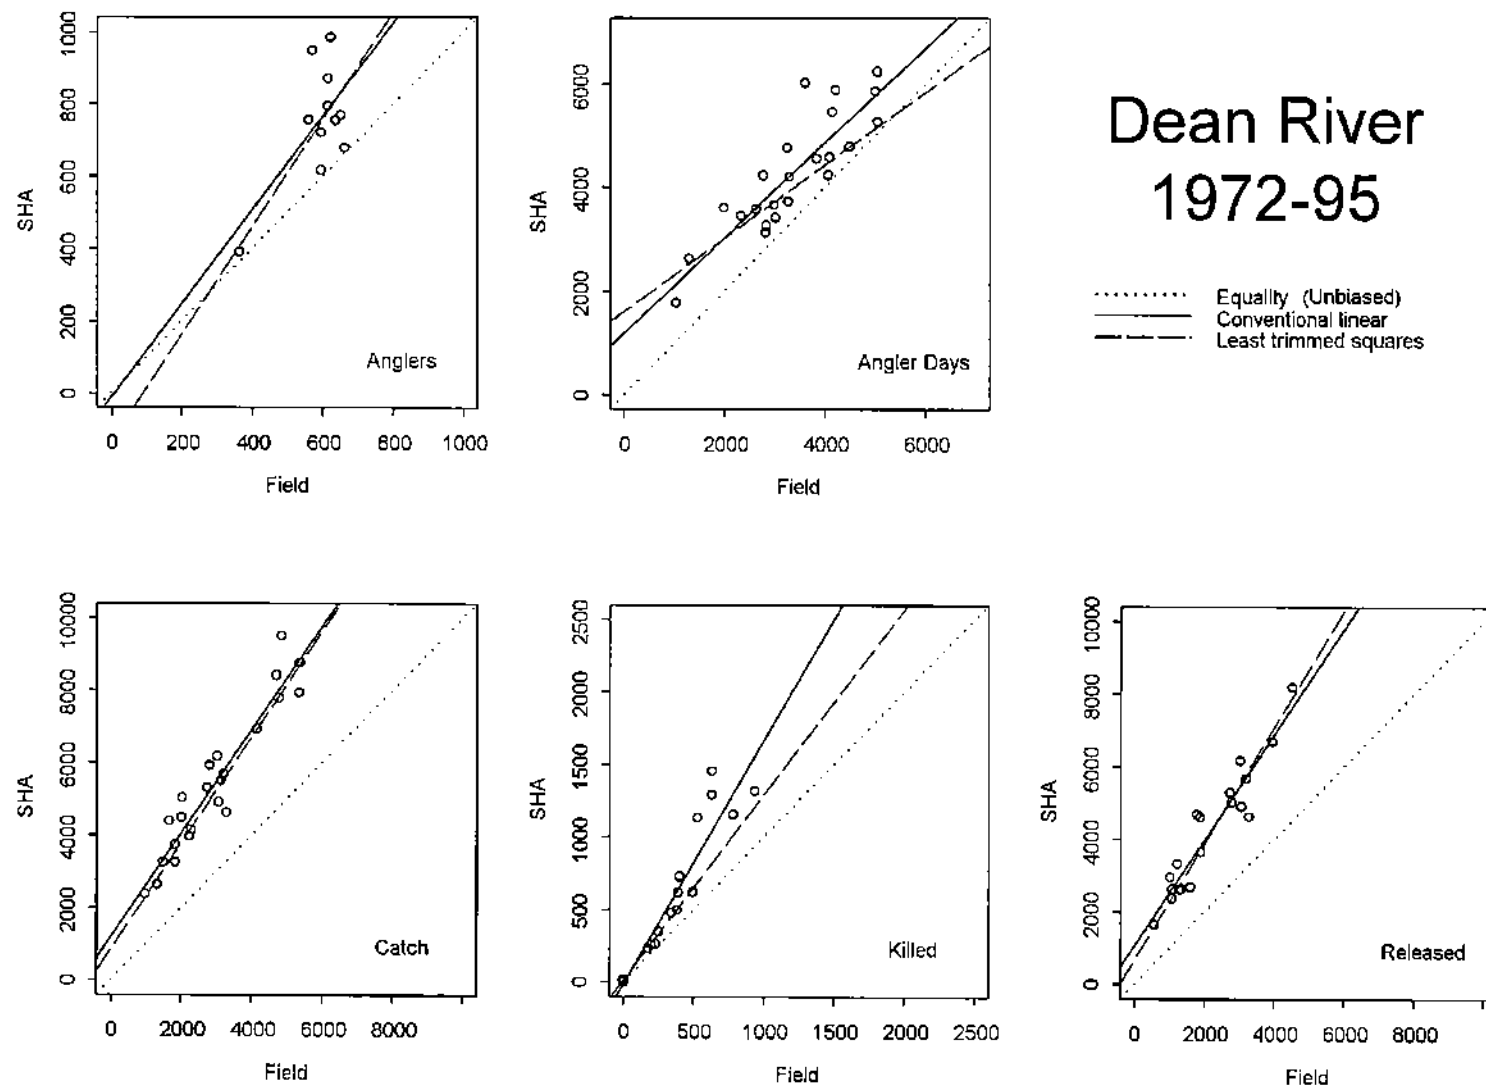 Dean River
1972-95
Equality (Unbiased)
Conventional linear
Least trimmed squares
SHA
1000
800
600
400
200
0
Anglers
0 200 400 600 800 1000
Field
SHA
6000
4000
2000
0
Angler Days
0 2000 4000 6000
Field
SHA
10000
8000
6000
4000
2000
0
Catch
0 2000 4000 6000 8000
Field
SHA
2500
2000
1500
1000
500
0
Killed
0 500 1000 1500 2000 2500
Field
SHA
10000
8000
6000
4000
2000
0
Released
0 2000 4000 6000 8000
Field